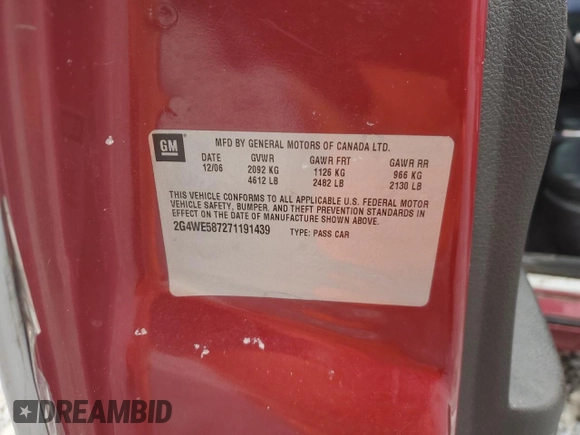 GM
MFD BY GENERAL MOTORS OF CANADA LTD.
DATE GVWR GAWR FRT GAWR RR
12/06 2092 KG 1126 KG 966 KG
4612 LB 2482 LB 2130 LB
THIS VEHICLE CONFORMS TO ALL APPLICABLE U.S. FEDERAL MOTOR
VEHICLE SAFETY, BUMPER, AND THEFT PREVENTION STANDARDS IN
EFFECT ON THE DATE OF MANUFACTURE SHOWN ABOVE.
2G4WE587271191439 TYPE: PASS CAR
DREAMBID